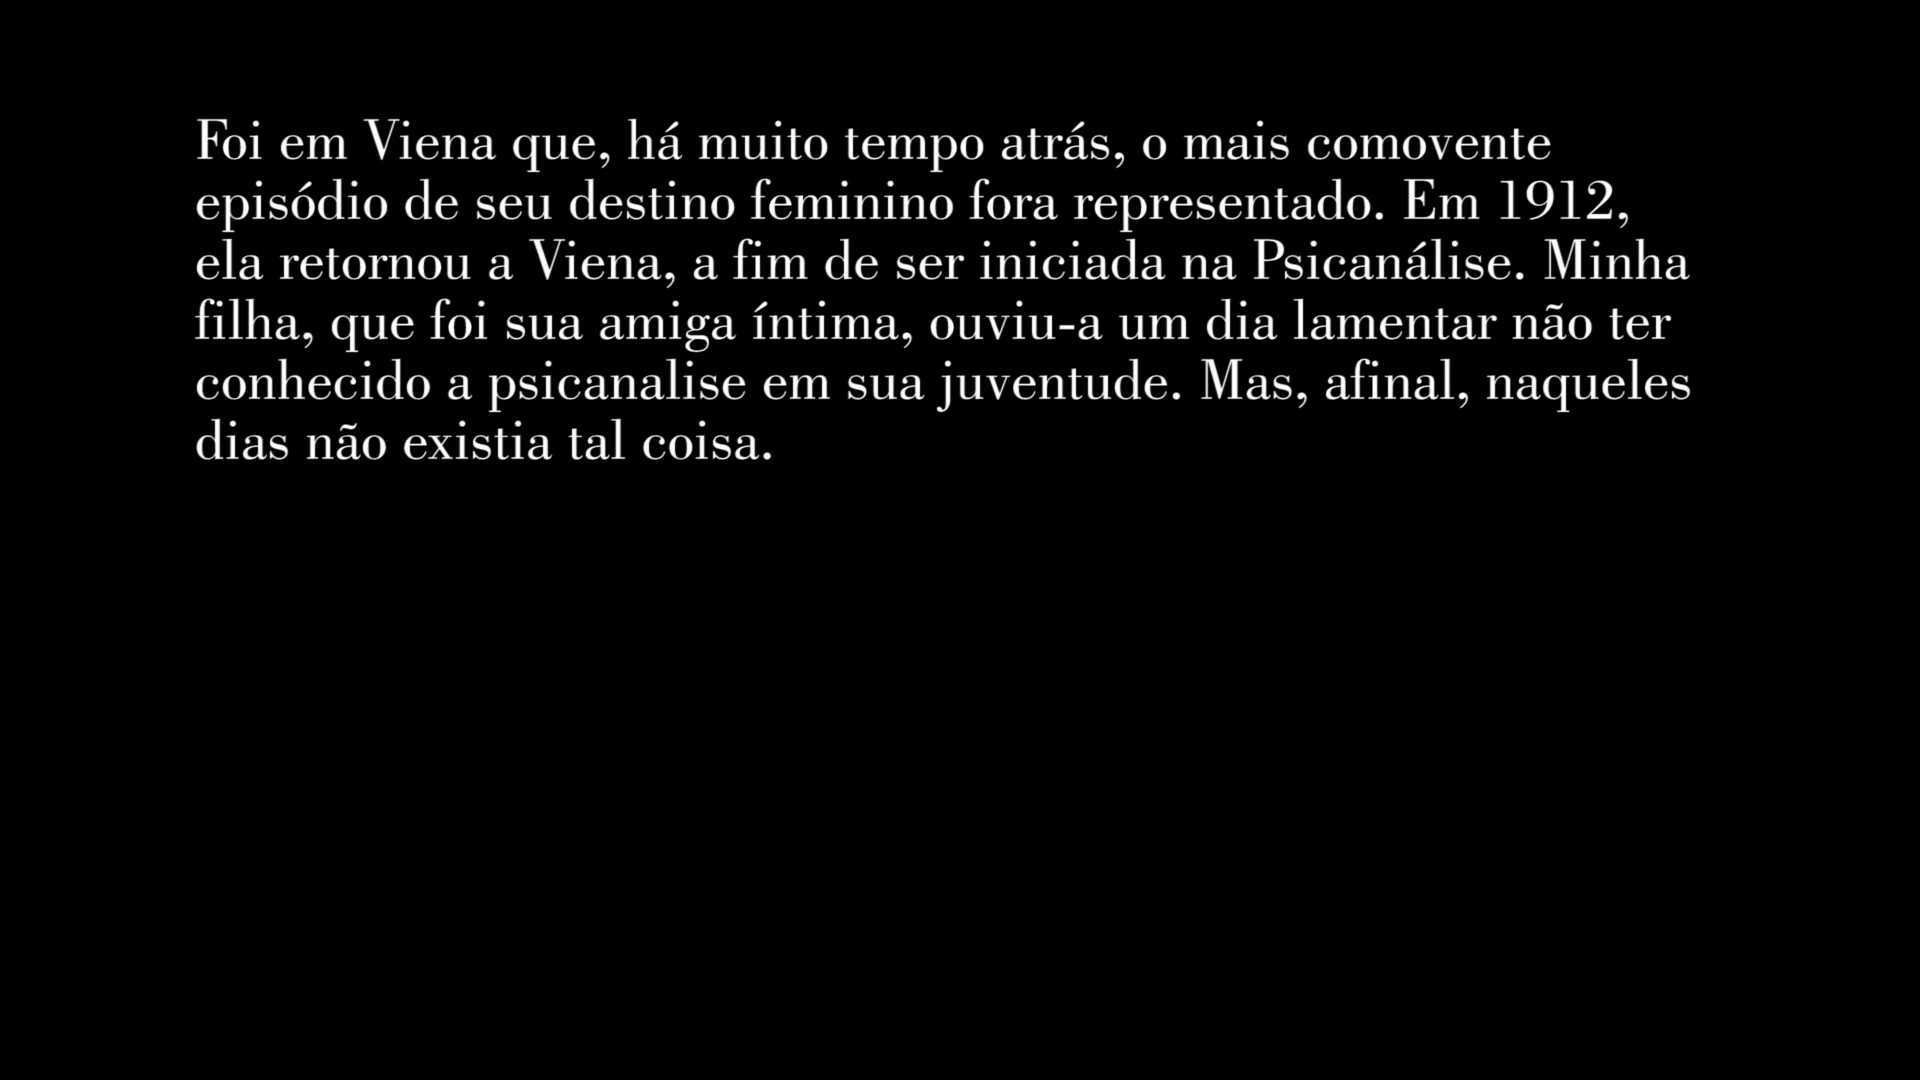 Foi em Viena que, há muito tempo atrás, o mais comovente
episódio de seu destino feminino fora representado. Em 1912,
ela retornou a Viena, a fim de ser iniciada na Psicanálise. Minha
filha, que foi sua amiga íntima, ouviu-a um dia lamentar não ter
conhecido a psicanalise em sua juventude. Mas, afinal, naqueles
dias não existia tal coisa.